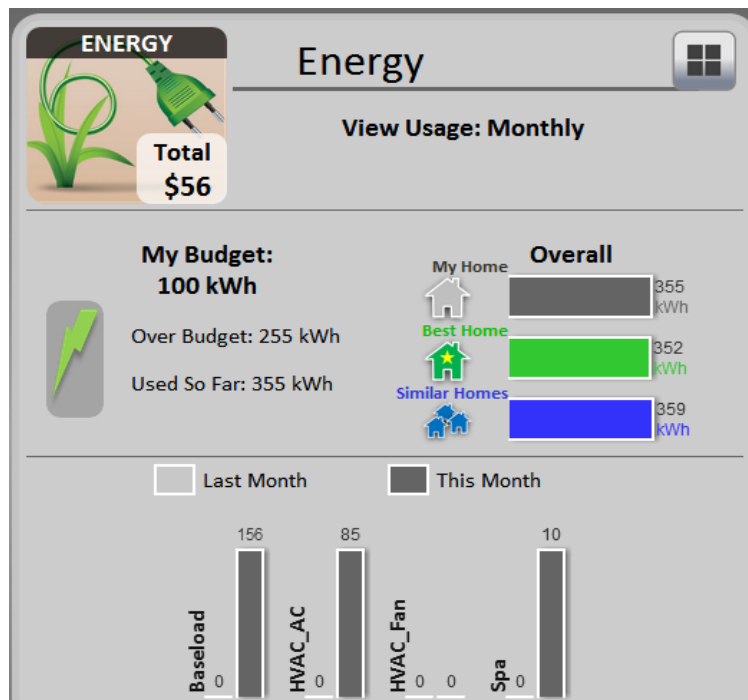 ENERGY
Total
$56
Energy
View Usage: Monthly
My Budget:
100 kWh
Over Budget: 255 kWh
Used So Far: 355 kWh
Overall
My Home
355
kWh
Best Home
352
kWh
Similar Homes
359
kWh
Last Month
This Month
Baseload
0
156
HVAC_AC
0
85
HVAC_Fan
0
0
Spa
0
10